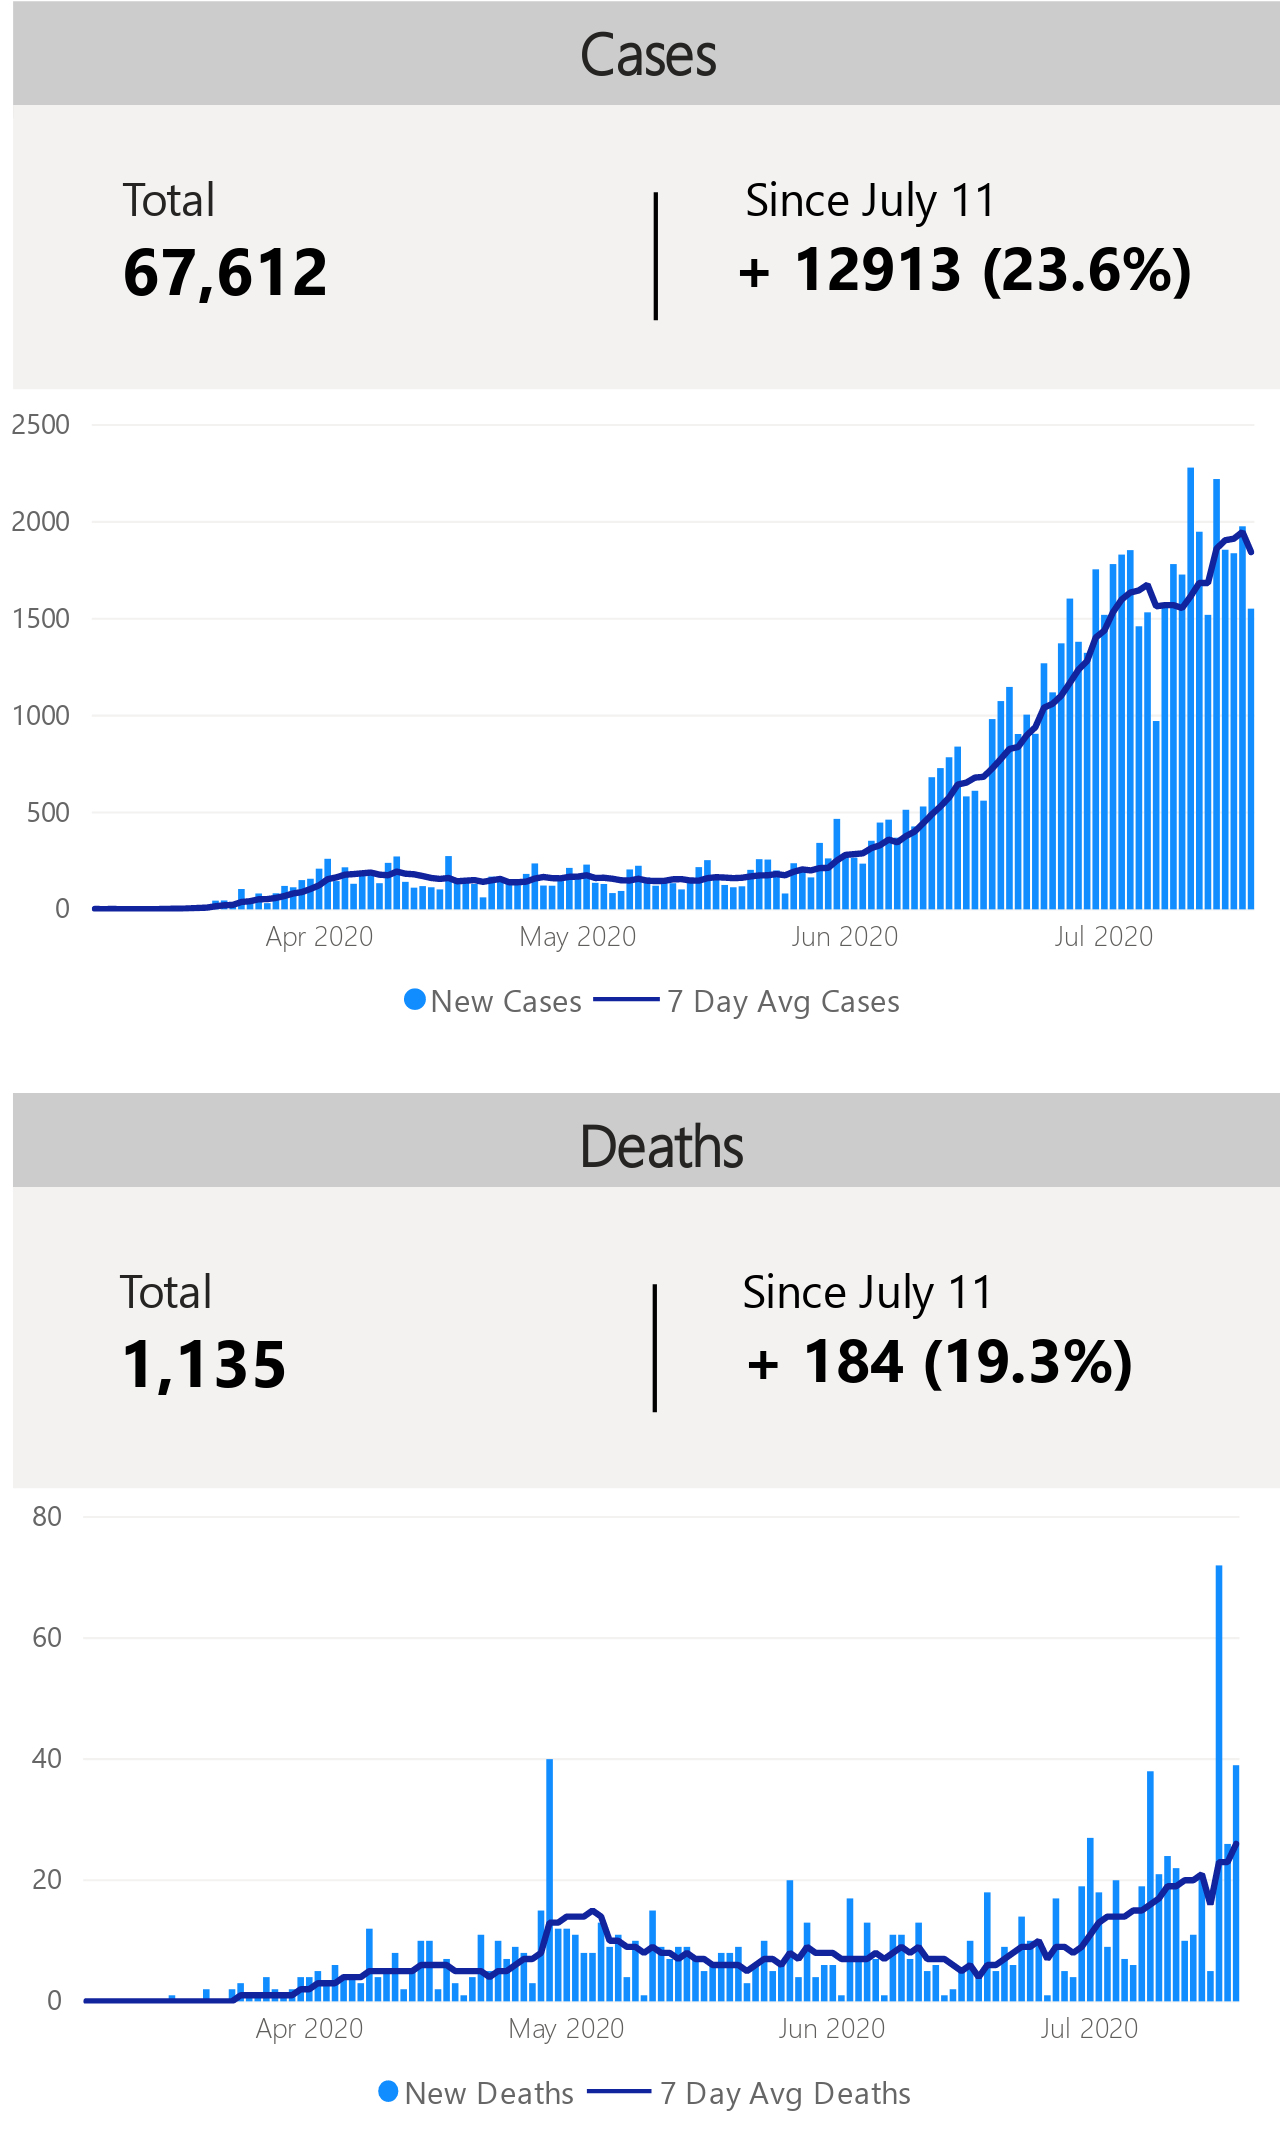 Cases
Total
Since July 11
67,612
+ 12913 (23.6%)
2500
2000
1500
1000
500
0
Apr 2020
May 2020
Jun 2020
Jul 2020
New Cases
7 Day Avg Cases
Deaths
Total
Since July 11
1,135
+ 184 (19.3%)
80
60
40
20
0
Apr 2020
May 2020
Jun 2020
Jul 2020
New Deaths
7 Day Avg Deaths